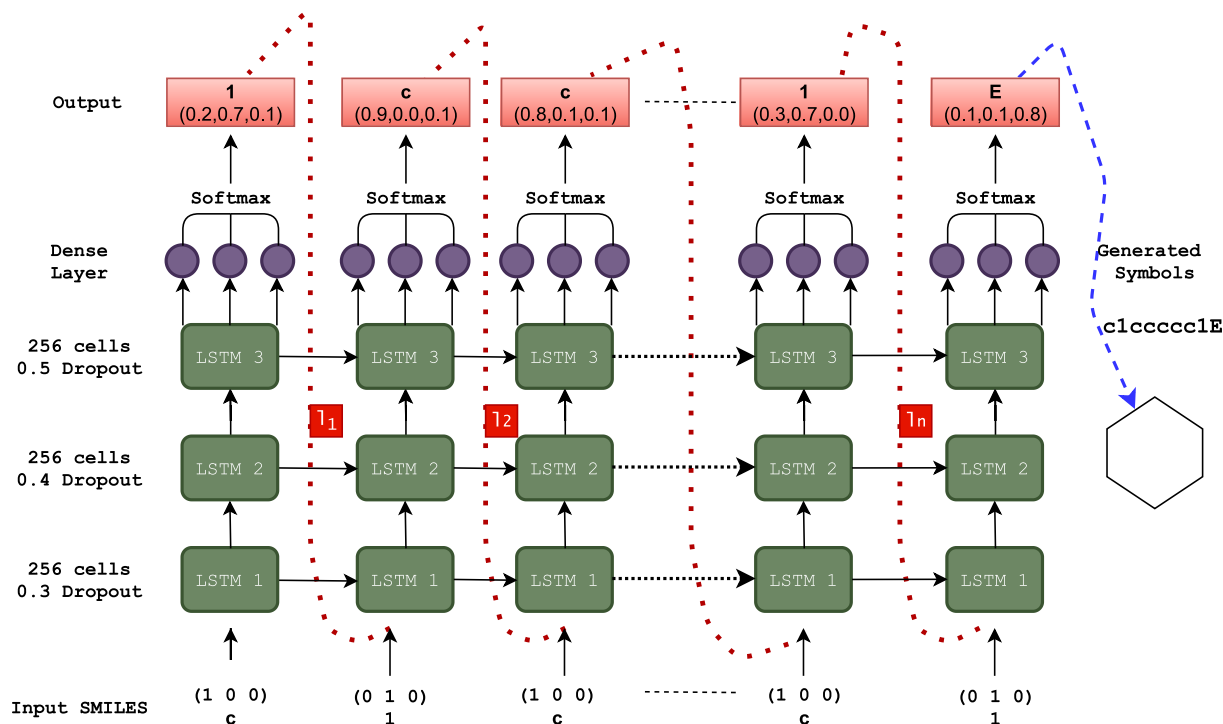 Output
1
(0.2,0.7,0.1)
c
(0.9,0.0,0.1)
c
(0.8,0.1,0.1)
1
(0.3,0.7,0.0)
E
(0.1,0.1,0.8)
Softmax
Softmax
Softmax
Softmax
Softmax
Dense
Layer
Generated
Symbols
c1ccccc1E
256 cells
0.5 Dropout
LSTM 3
LSTM 3
LSTM 3
LSTM 3
LSTM 3
l1
l2
ln
256 cells
0.4 Dropout
LSTM 2
LSTM 2
LSTM 2
LSTM 2
LSTM 2
256 cells
0.3 Dropout
LSTM 1
LSTM 1
LSTM 1
LSTM 1
LSTM 1
Input SMILES
(1 0 0)
c
(0 1 0)
1
(1 0 0)
c
(1 0 0)
c
(0 1 0)
1